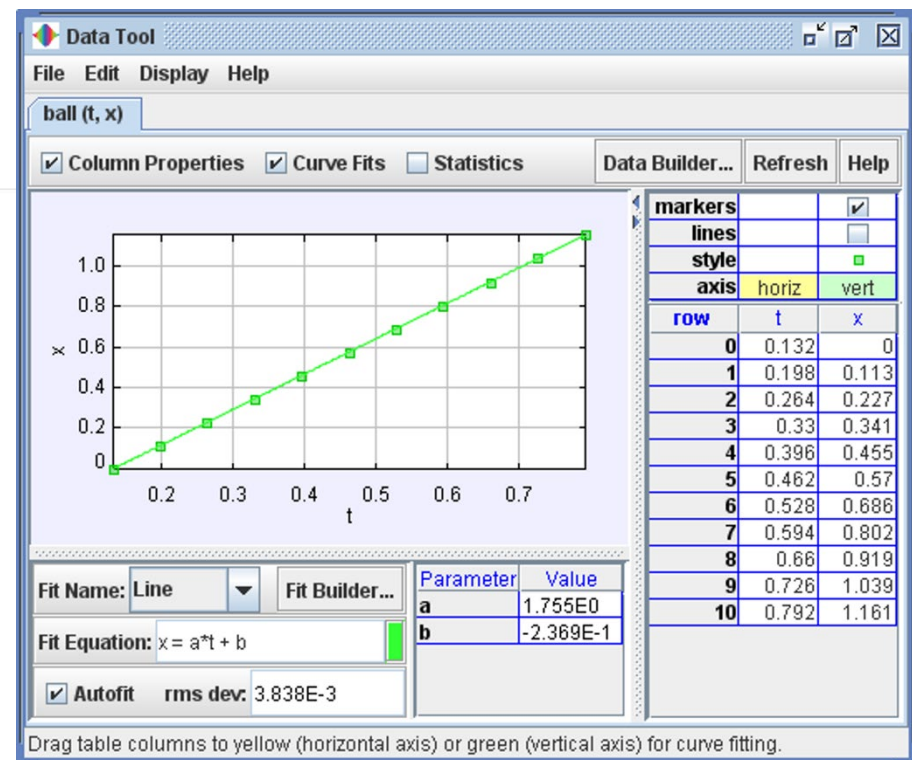 Data Tool
File Edit Display Help
ball (t, x)
Column Properties Curve Fits Statistics Data Builder... Refresh Help
1.0
0.8
0.6
0.4
0.2
0
x
0.2 0.3 0.4 0.5 0.6 0.7
t
markers
lines
style
axis horiz vert
row t x
0 0.132 0
1 0.198 0.113
2 0.264 0.227
3 0.33 0.341
4 0.396 0.455
5 0.462 0.57
6 0.528 0.686
7 0.594 0.802
8 0.66 0.919
9 0.726 1.039
10 0.792 1.161
Fit Name: Line Fit Builder...
Fit Equation: x = a*t + b
Autofit rms dev: 3.838E-3
Parameter Value
a 1.755E0
b -2.369E-1
Drag table columns to yellow (horizontal axis) or green (vertical axis) for curve fitting.